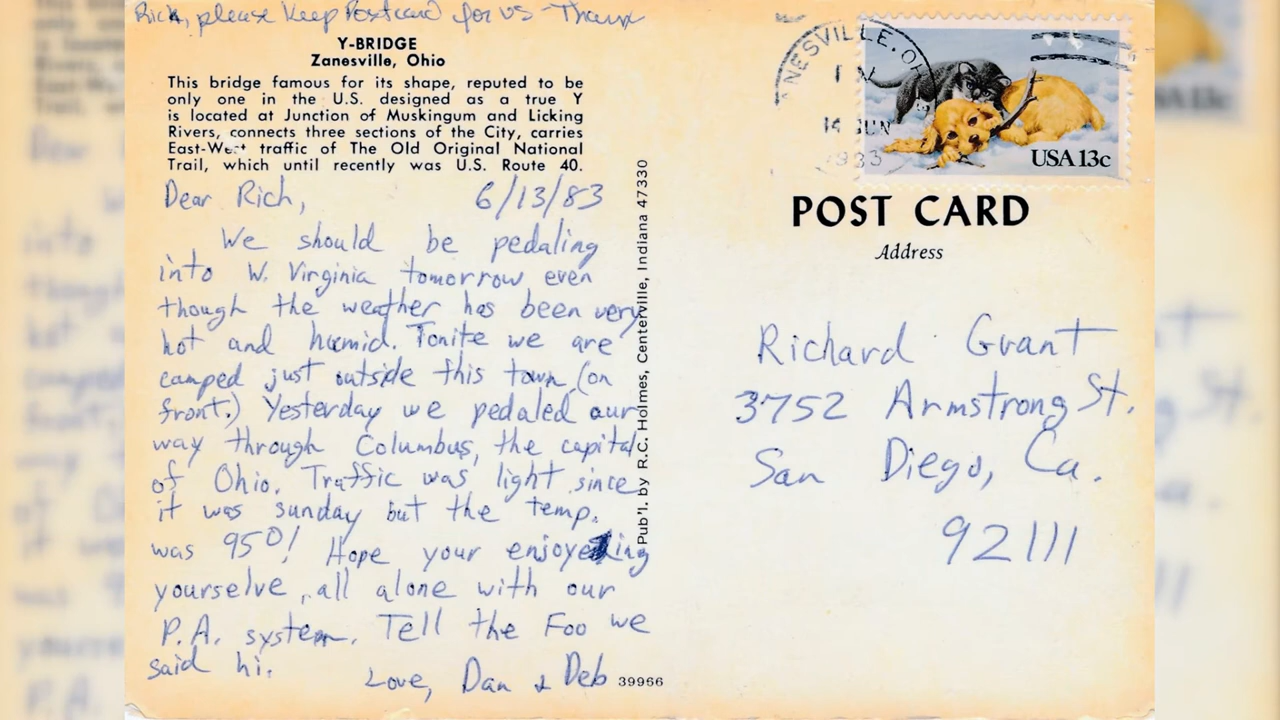 Rich, please Keep Postcard for us - Thanx
Y-BRIDGE
Zanesville, Ohio
This bridge famous for its shape, reputed to be
only one in the U.S. designed as a true Y
is located at Junction of Muskingum and Licking
Rivers, connects three sections of the City, carries
East-West traffic of The Old Original National
Trail, which until recently was U.S. Route 40.
Dear Rich, 6/13/83
We should be pedaling
into W. Virginia tomorrow even
though the weather has been very
hot and humid. Tonite we are
camped just outside this town (on
front.) Yesterday we pedaled our
way through Columbus, the capital
of Ohio. Traffic was light since
it was sunday but the temp.
was 95º! Hope your enjoying
yourselve, all alone with our
P.A. system. Tell the Foo we
said hi.
Love, Dan & Deb
39966
Pub'l. by R.C. Holmes, Centerville, Indiana 47330
NESVILLE, OH
14 JUN
1983
USA 13c
POST CARD
Address
Richard Grant
3752 Armstrong St.
San Diego, Ca.
92111